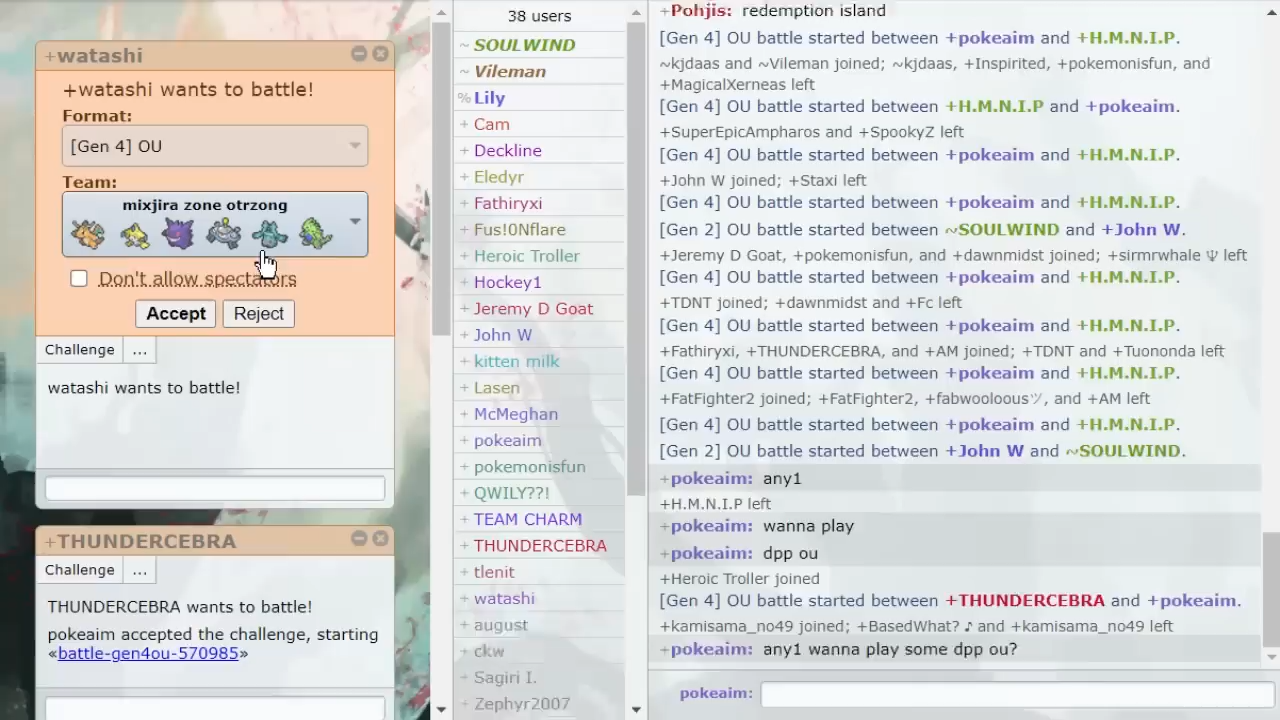 +watashi
+watashi wants to battle!
Format:
[Gen 4] OU
Team:
mixjira zone otrzong
Don't allow spectators
Accept
Reject
Challenge
...
watashi wants to battle!
+THUNDERCEBRA
Challenge
...
THUNDERCEBRA wants to battle!
pokeaim accepted the challenge, starting
«battle-gen4ou-570985»
38 users
~ SOULWIND
~ Vileman
% Lily
+ Cam
+ Deckline
+ Eledyr
+ Fathiryxi
+ Fus!0Nflare
+ Heroic Troller
+ Hockey1
+ Jeremy D Goat
+ John W
+ kitten milk
+ Lasen
+ McMeghan
+ pokeaim
+ pokemonisfun
+ QWILY??!
+ TEAM CHARM
+ THUNDERCEBRA
+ tlenit
+ watashi
+ august
+ ckw
+ Sagiri I.
+ Zephyr2007
+Pohjis: redemption island
[Gen 4] OU battle started between +pokeaim and +H.M.N.I.P.
~kjdaas and ~Vileman joined; ~kjdaas, +Inspirited, +pokemonisfun, and
+MagicalXerneas left
[Gen 4] OU battle started between +H.M.N.I.P and +pokeaim.
+SuperEpicAmpharos and +SpookyZ left
[Gen 4] OU battle started between +pokeaim and +H.M.N.I.P.
+John W joined; +Staxi left
[Gen 4] OU battle started between +pokeaim and +H.M.N.I.P.
[Gen 2] OU battle started between ~SOULWIND and +John W.
+Jeremy D Goat, +pokemonisfun, and +dawnmidst joined; +sirmrwhale Ψ left
[Gen 4] OU battle started between +pokeaim and +H.M.N.I.P.
+TDNT joined; +dawnmidst and +Fc left
[Gen 4] OU battle started between +pokeaim and +H.M.N.I.P.
+Fathiryxi, +THUNDERCEBRA, and +AM joined; +TDNT and +Tuononda left
[Gen 4] OU battle started between +pokeaim and +H.M.N.I.P.
+FatFighter2 joined; +FatFighter2, +fabwooloousツ, and +AM left
[Gen 4] OU battle started between +pokeaim and +H.M.N.I.P.
[Gen 2] OU battle started between +John W and ~SOULWIND.
+pokeaim: any1
+H.M.N.I.P left
+pokeaim: wanna play
+pokeaim: dpp ou
+Heroic Troller joined
[Gen 4] OU battle started between +THUNDERCEBRA and +pokeaim.
+kamisama_no49 joined; +BasedWhat? ♪ and +kamisama_no49 left
+pokeaim: any1 wanna play some dpp ou?
pokeaim: